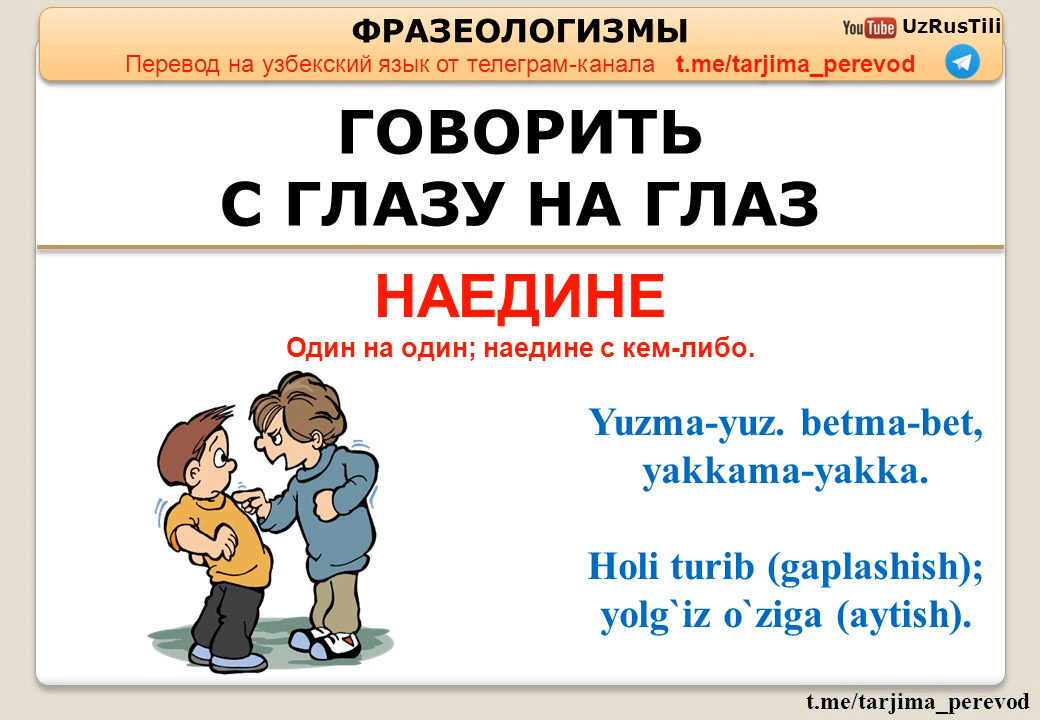 ФРАЗЕОЛОГИЗМЫ
YouTube UzRusTili
Перевод на узбекский язык от телеграм-канала t.me/tarjima_perevod
ГОВОРИТЬ
С ГЛАЗУ НА ГЛАЗ
НАЕДИНЕ
Один на один; наедине с кем-либо.
Yuzma-yuz. betma-bet,
yakkama-yakka.
Holi turib (gaplashish);
yolg`iz o`ziga (aytish).
t.me/tarjima_perevod